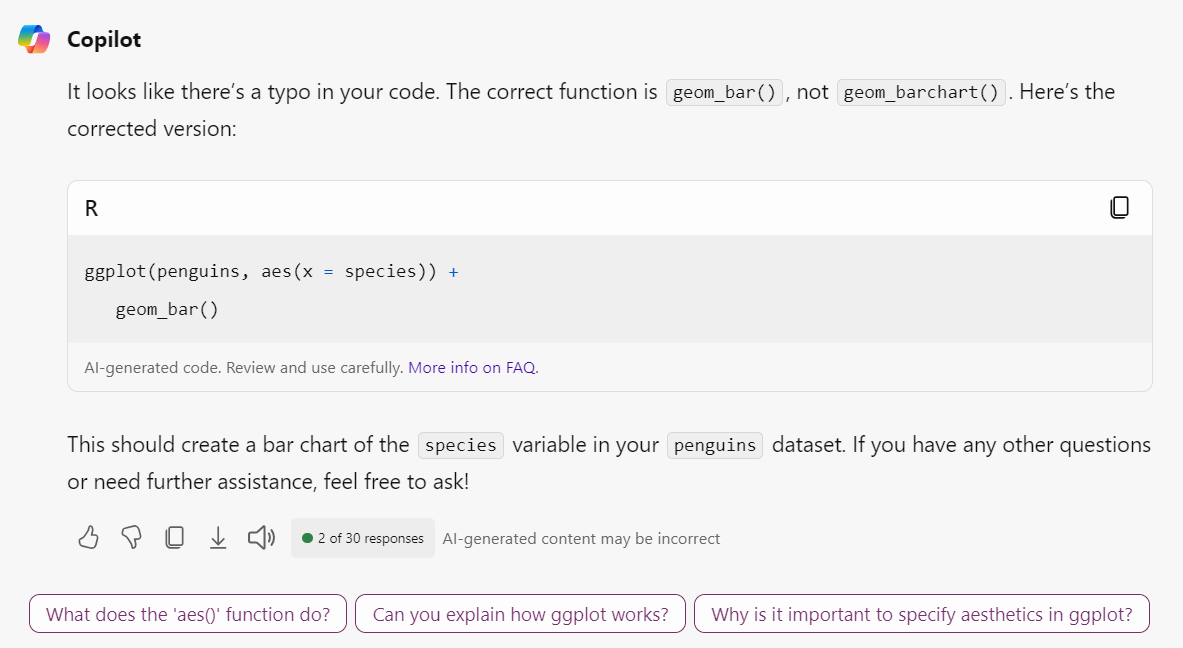 Copilot
It looks like there’s a typo in your code. The correct function is geom_bar(), not geom_barchart(). Here’s the
corrected version:
R
ggplot(penguins, aes(x = species)) +
   geom_bar()
AI-generated code. Review and use carefully. More info on FAQ.
This should create a bar chart of the species variable in your penguins dataset. If you have any other questions
or need further assistance, feel free to ask!
2 of 30 responses AI-generated content may be incorrect
What does the 'aes()' function do? Can you explain how ggplot works? Why is it important to specify aesthetics in ggplot?